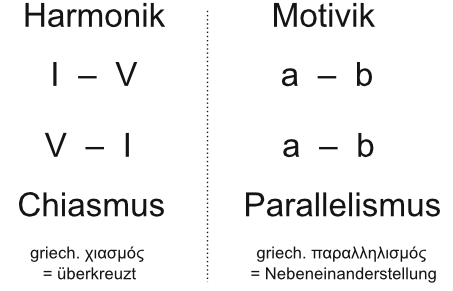 Harmonik
I – V
V – I
Chiasmus
griech. χιασμός
= überkreuzt
Motivik
a – b
a – b
Parallelismus
griech. παραλληλισμός
= Nebeneinanderstellung